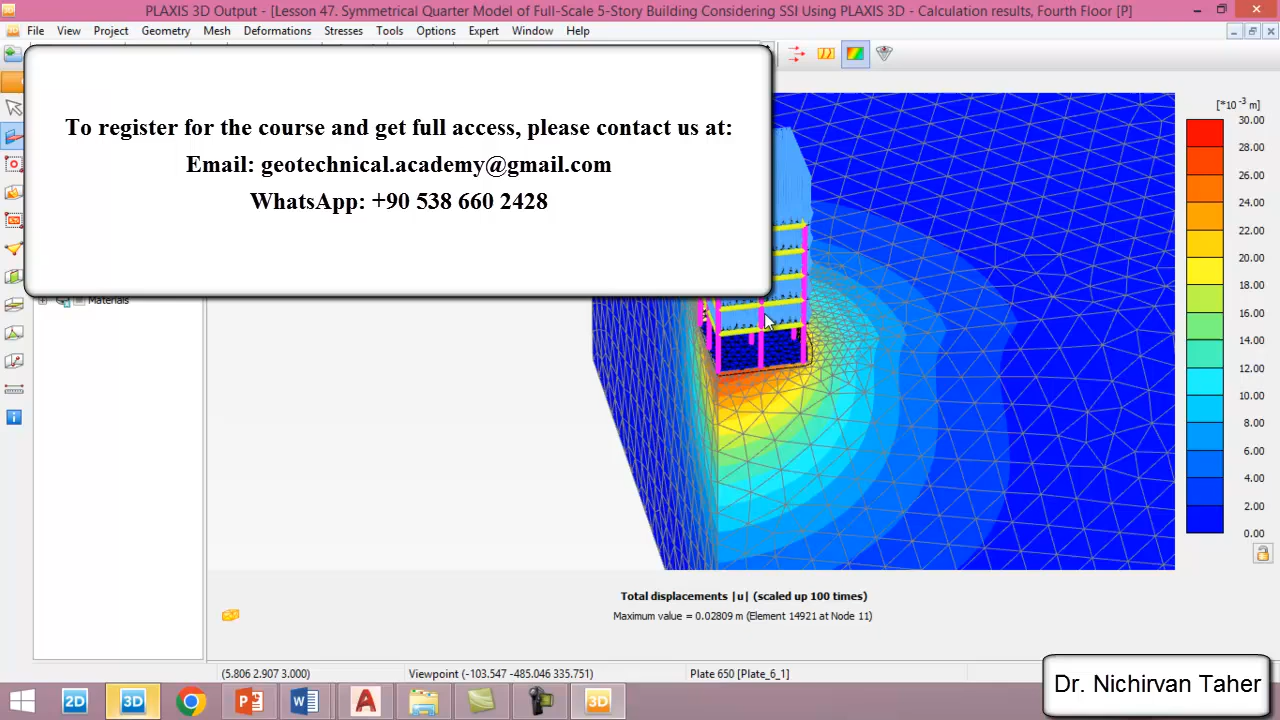 PLAXIS 3D Output - [Lesson 47. Symmetrical Quarter Model of Full-Scale 5-Story Building Considering SSI Using PLAXIS 3D - Calculation results, Fourth Floor [P]
File View Project Geometry Mesh Deformations Stresses Tools Options Expert Window Help
To register for the course and get full access, please contact us at:
Email: geotechnical.academy@gmail.com
WhatsApp: +90 538 660 2428
Materials
[*10 -3 m]
30.00
28.00
26.00
24.00
22.00
20.00
18.00
16.00
14.00
12.00
10.00
8.00
6.00
4.00
2.00
0.00
Total displacements |u| (scaled up 100 times)
Maximum value = 0.02809 m (Element 14921 at Node 11)
(5.806 2.907 3.000) Viewpoint (-103.547 -485.046 335.751) Plate 650 [Plate_6_1]
2D 3D 3D
Dr. Nichirvan Taher